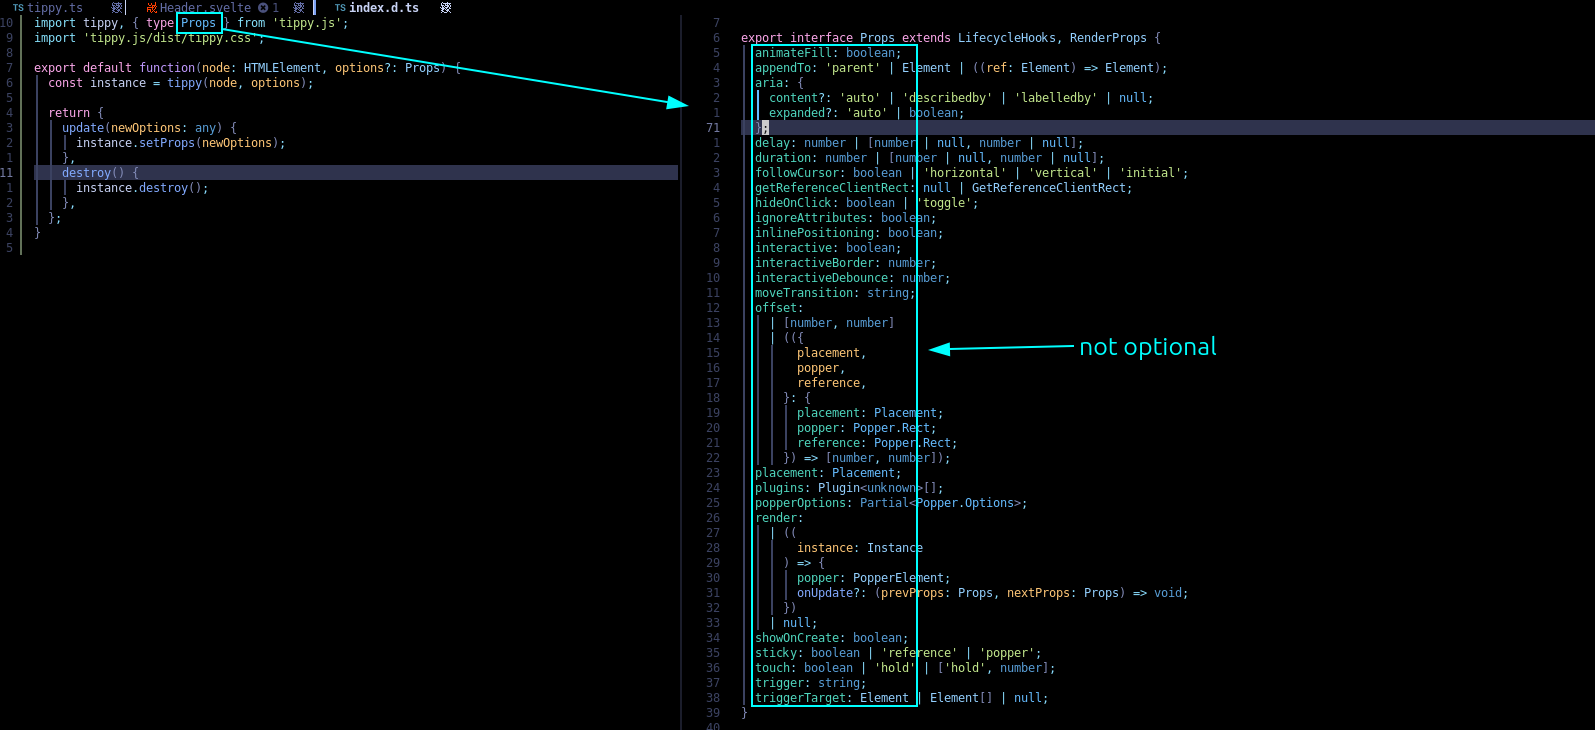 TS tippy.ts Header.svelte 1 TS index.d.ts
10 import tippy, { type Props } from 'tippy.js';
9 import 'tippy.js/dist/tippy.css';
8
7 export default function(node: HTMLElement, options?: Props) {
6 const instance = tippy(node, options);
5
4 return {
3 update(newOptions: any) {
2 instance.setProps(newOptions);
1 },
11 destroy() {
1 instance.destroy();
2 },
3 };
4 }
5
7
6 export interface Props extends LifecycleHooks, RenderProps {
5 animateFill: boolean;
4 appendTo: 'parent' | Element | ((ref: Element) => Element);
3 aria: {
2 content?: 'auto' | 'describedby' | 'labelledby' | null;
1 expanded?: 'auto' | boolean;
71 };
1 delay: number | [number | null, number | null];
2 duration: number | [number | null, number | null];
3 followCursor: boolean | 'horizontal' | 'vertical' | 'initial';
4 getReferenceClientRect: null | GetReferenceClientRect;
5 hideOnClick: boolean | 'toggle';
6 ignoreAttributes: boolean;
7 inlinePositioning: boolean;
8 interactive: boolean;
9 interactiveBorder: number;
10 interactiveDebounce: number;
11 moveTransition: string;
12 offset:
13 | [number, number]
14 | (({
15 placement,
16 popper,
17 reference,
18 }: {
19 placement: Placement;
20 popper: Popper.Rect;
21 reference: Popper.Rect;
22 }) => [number, number]);
23 placement: Placement;
24 plugins: Plugin<unknown>[];
25 popperOptions: Partial<Popper.Options>;
26 render:
27 | ((
28 instance: Instance
29 ) => {
30 popper: PopperElement;
31 onUpdate?: (prevProps: Props, nextProps: Props) => void;
32 })
33 | null;
34 showOnCreate: boolean;
35 sticky: boolean | 'reference' | 'popper';
36 touch: boolean | 'hold' | ['hold', number];
37 trigger: string;
38 triggerTarget: Element | Element[] | null;
39 }
40
not optional